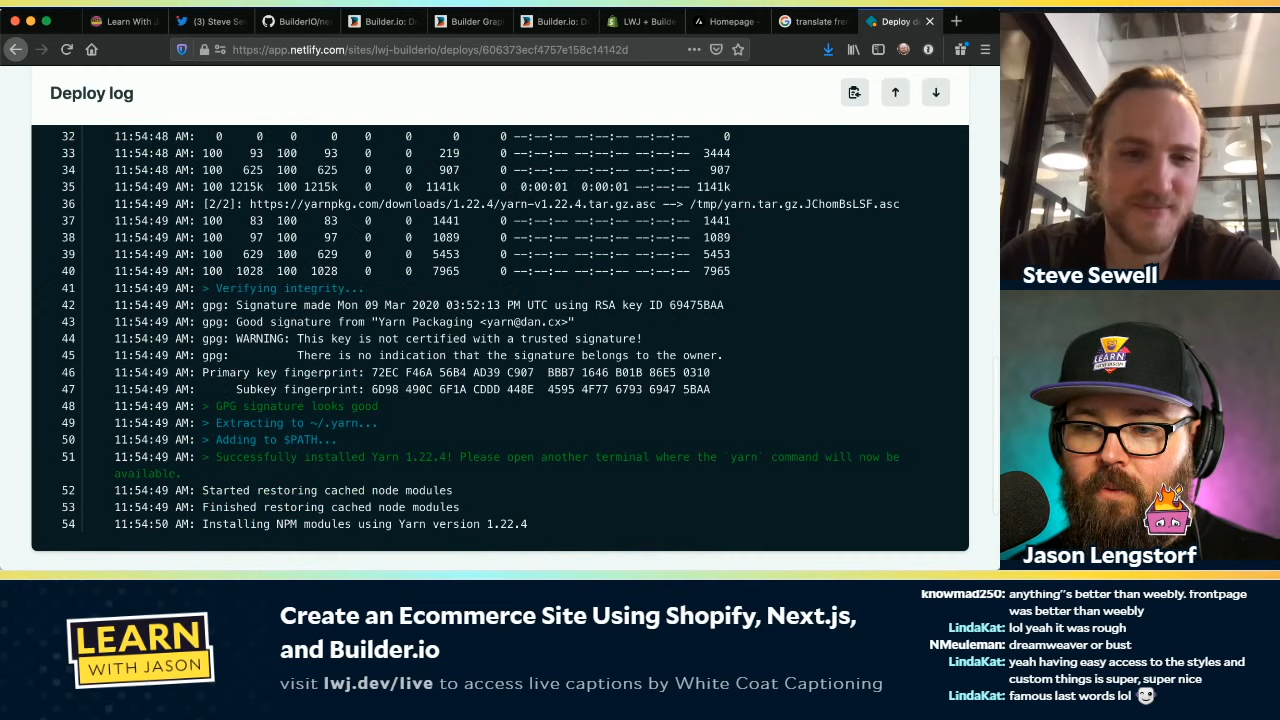 Learn With J
(3) Steve Se
BuilderIO/ne
Builder.io: D
Builder Grap
Builder.io: D
LWJ + Builde
Homepage -
translate fre
Deploy de
https://app.netlify.com/sites/lwj-builderio/deploys/606373ecf4757e158c14142d
Deploy log
32 11:54:48 AM: 0 0 0 0 0 0 0 0 --:--:-- --:--:-- --:--:-- 0
33 11:54:48 AM: 100 93 100 93 0 0 219 0 --:--:-- --:--:-- --:--:-- 3444
34 11:54:48 AM: 100 625 100 625 0 0 907 0 --:--:-- --:--:-- --:--:-- 907
35 11:54:49 AM: 100 1215k 100 1215k 0 0 1141k 0 0:00:01 0:00:01 --:--:-- 1141k
36 11:54:49 AM: [2/2]: https://yarnpkg.com/downloads/1.22.4/yarn-v1.22.4.tar.gz.asc --> /tmp/yarn.tar.gz.JChomBsLSF.asc
37 11:54:49 AM: 100 83 100 83 0 0 1441 0 --:--:-- --:--:-- --:--:-- 1441
38 11:54:49 AM: 100 97 100 97 0 0 1089 0 --:--:-- --:--:-- --:--:-- 1089
39 11:54:49 AM: 100 629 100 629 0 0 5453 0 --:--:-- --:--:-- --:--:-- 5453
40 11:54:49 AM: 100 1028 100 1028 0 0 7965 0 --:--:-- --:--:-- --:--:-- 7965
41 11:54:49 AM: > Verifying integrity...
42 11:54:49 AM: gpg: Signature made Mon 09 Mar 2020 03:52:13 PM UTC using RSA key ID 69475BAA
43 11:54:49 AM: gpg: Good signature from "Yarn Packaging <yarn@dan.cx>"
44 11:54:49 AM: gpg: WARNING: This key is not certified with a trusted signature!
45 11:54:49 AM: gpg: There is no indication that the signature belongs to the owner.
46 11:54:49 AM: Primary key fingerprint: 72EC F46A 56B4 AD39 C907 BBB7 1646 B01B 86E5 0310
47 11:54:49 AM: Subkey fingerprint: 6D98 490C 6F1A CDDD 448E 4595 4F77 6793 6947 5BAA
48 11:54:49 AM: > GPG signature looks good
49 11:54:49 AM: > Extracting to ~/.yarn...
50 11:54:49 AM: > Adding to $PATH...
51 11:54:49 AM: > Successfully installed Yarn 1.22.4! Please open another terminal where the `yarn` command will now be
available.
52 11:54:49 AM: Started restoring cached node modules
53 11:54:49 AM: Finished restoring cached node modules
54 11:54:50 AM: Installing NPM modules using Yarn version 1.22.4
Steve Sewell
LEARN
Jason Lengstorf
LEARN
WITH JASON
Create an Ecommerce Site Using Shopify, Next.js,
and Builder.io
visit lwj.dev/live to access live captions by White Coat Captioning
knowmad250: anything"s better than weebly. frontpage
was better than weebly
LindaKat: lol yeah it was rough
NMeuleman: dreamweaver or bust
LindaKat: yeah having easy access to the styles and
custom things is super, super nice
LindaKat: famous last words lol